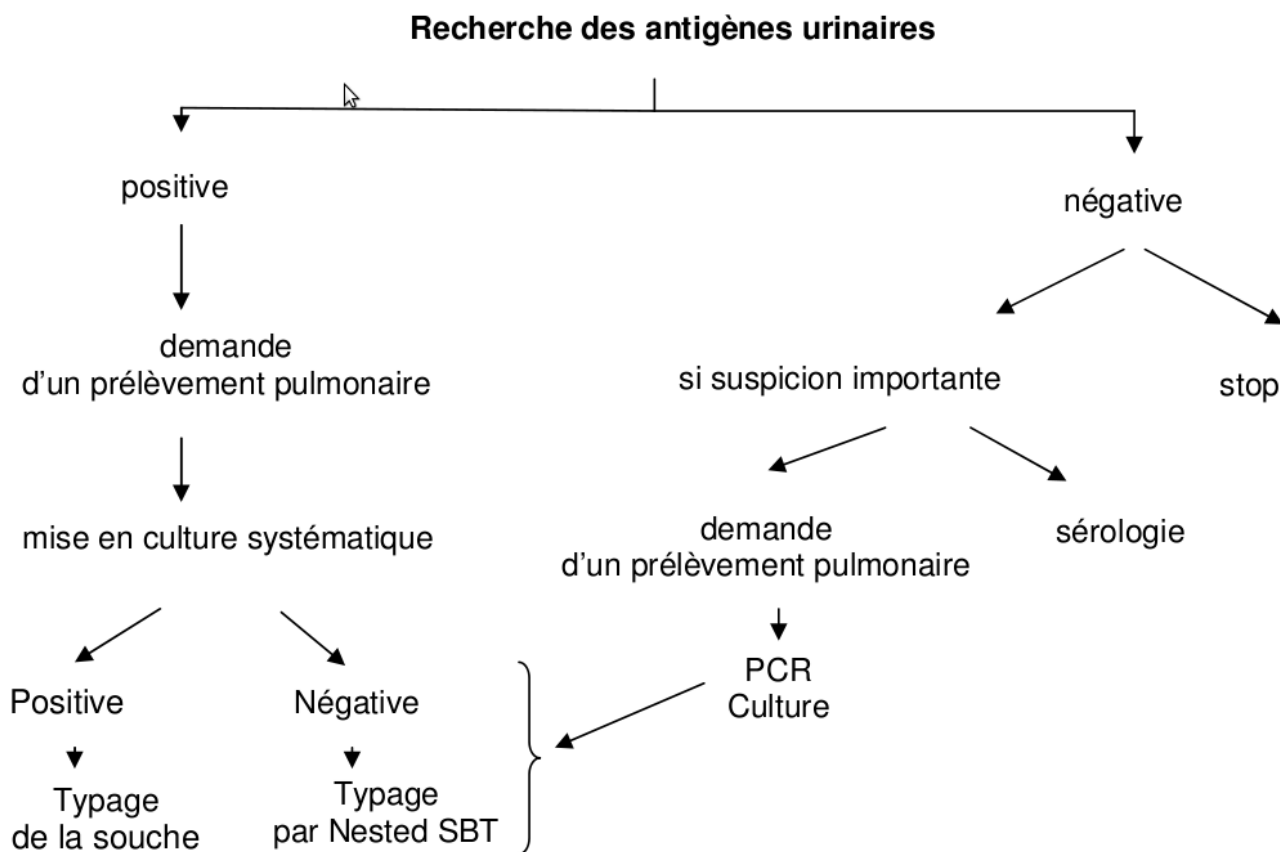 Recherche des antigènes urinaires
positive
négative
demande
d'un prélèvement pulmonaire
si suspicion importante
stop
mise en culture systématique
demande
d'un prélèvement pulmonaire
sérologie
Positive
Négative
PCR
Culture
Typage
de la souche
Typage
par Nested SBT